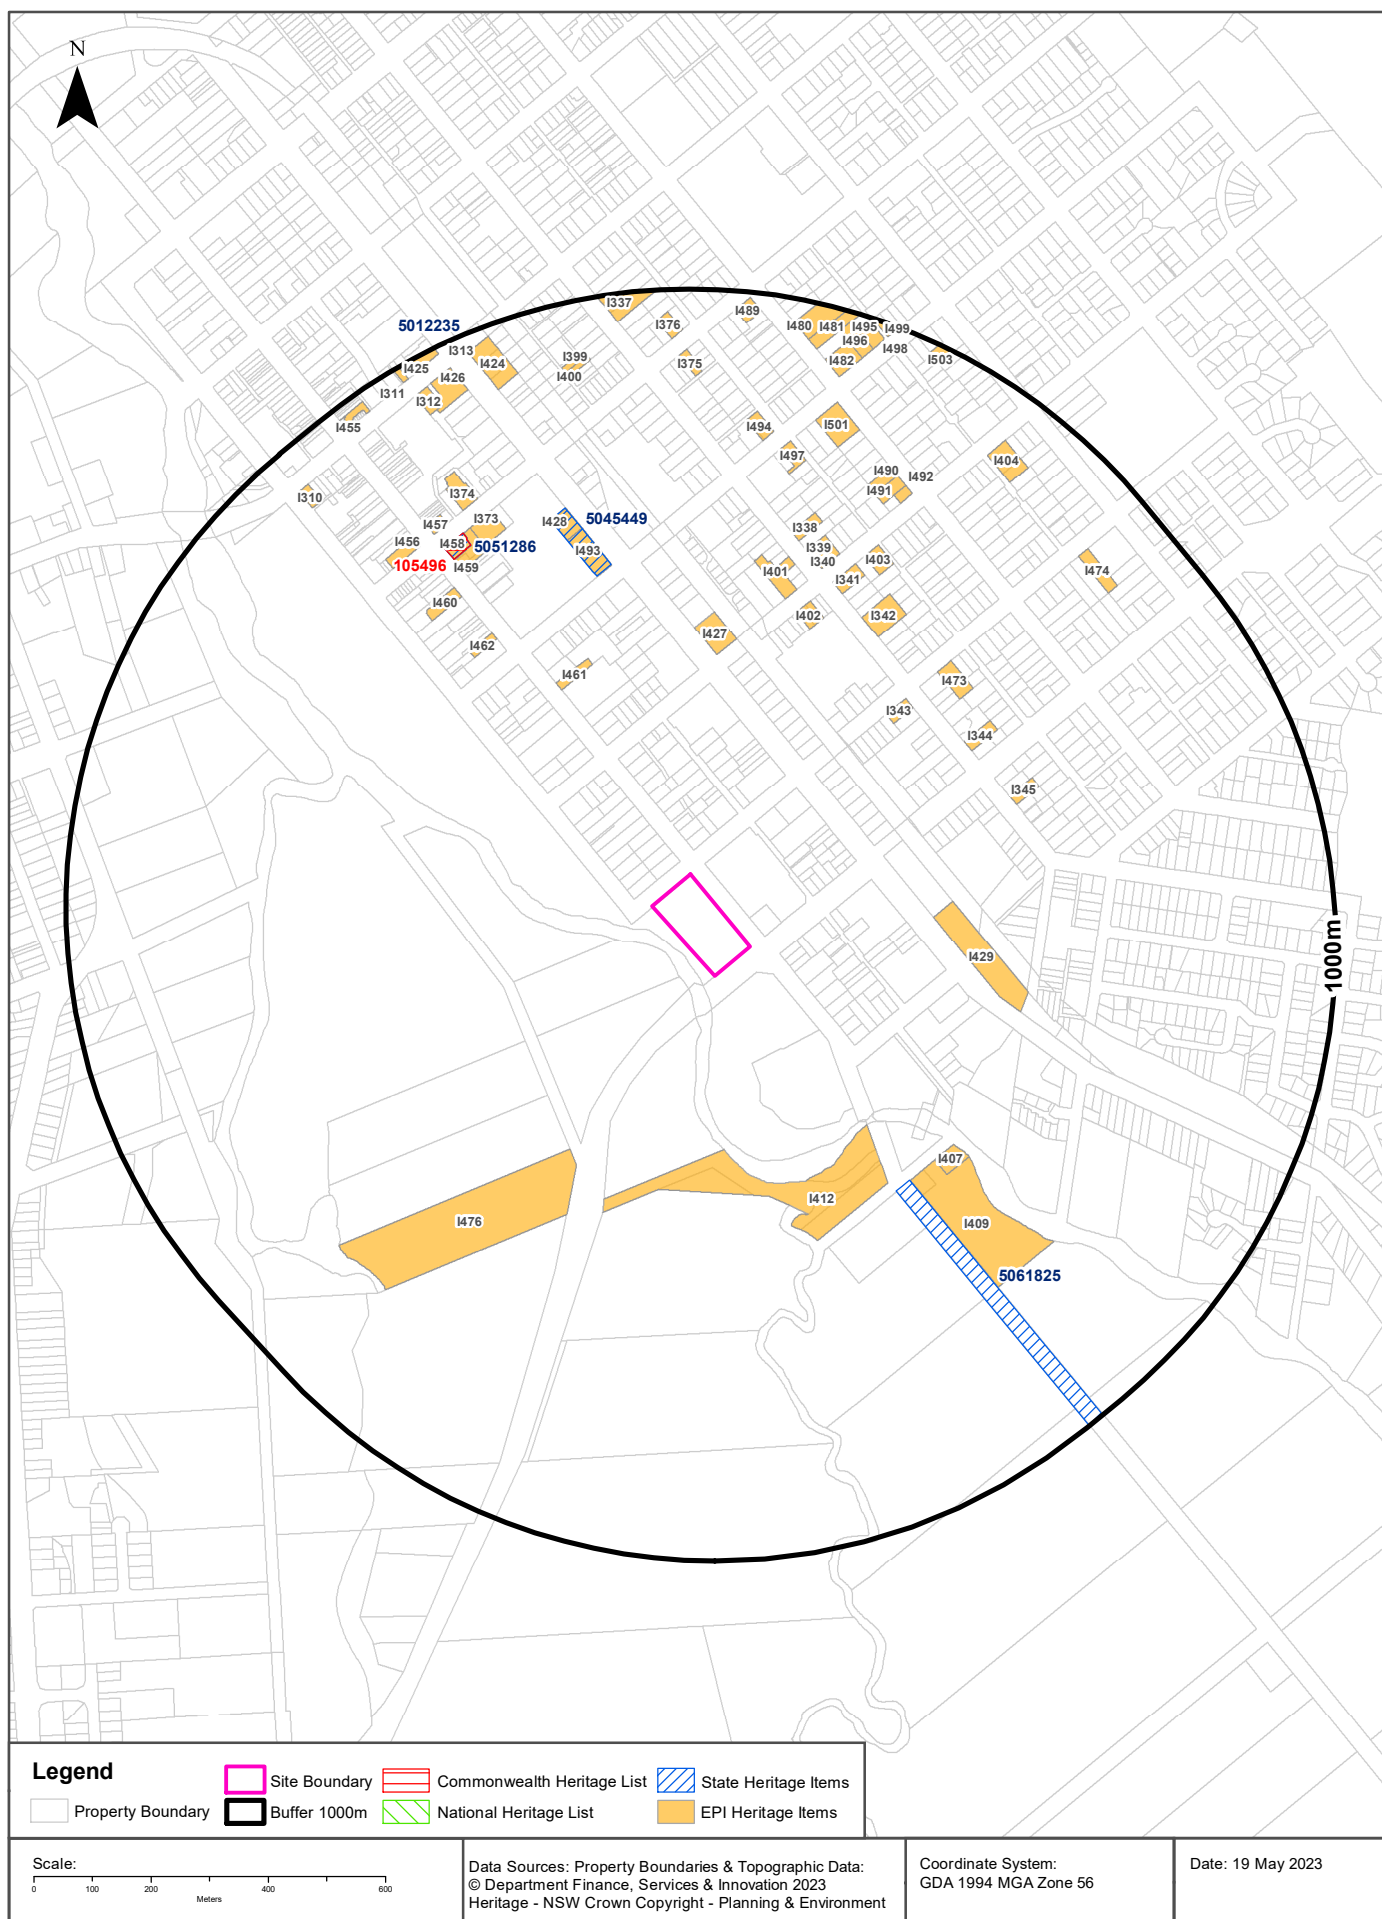 N
I337
I489
5012235
I376
I480
I481
I495
I499
I496
I498
I313
I399
I375
I482
I503
I425
I424
I400
I426
I311
I312
I455
I494
I501
I497
I404
I310
I374
I490
I492
I491
I457
I373
I428
5045449
I338
I456
I458
5051286
I493
I339
105496
I459
I340
I403
I401
I341
I474
I460
I402
I342
I427
I462
I461
I473
I343
I344
I345
1000m
I429
I407
I412
I476
I409
5061825
Legend
Site Boundary
Commonwealth Heritage List
State Heritage Items
Property Boundary
Buffer 1000m
National Heritage List
EPI Heritage Items
Scale:
0 100 200 400 600
Meters
Data Sources: Property Boundaries & Topographic Data:
© Department Finance, Services & Innovation 2023
Heritage - NSW Crown Copyright - Planning & Environment
Coordinate System:
GDA 1994 MGA Zone 56
Date: 19 May 2023